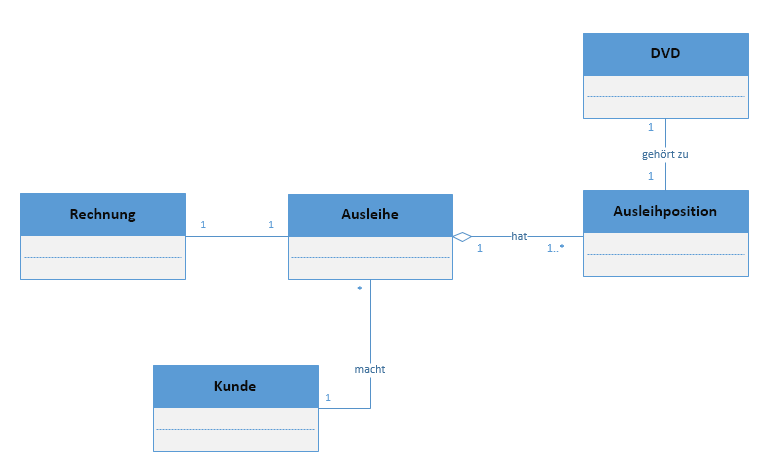 DVD
1
gehört zu
1
Rechnung
Ausleihe
Ausleihposition
1
1
hat
1
1..*
*
macht
Kunde
1